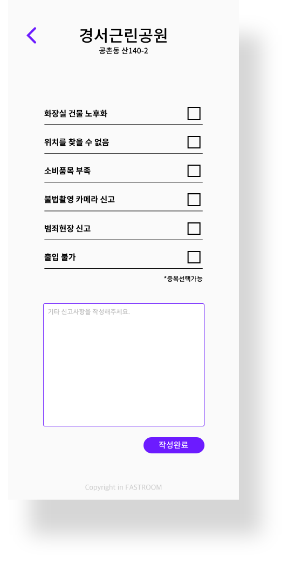 경서근린공원
공촌동 산140-2
화장실 건물 노후화
위치를 찾을 수 없음
소비품목 부족
불법촬영 카메라 신고
범죄현장 신고
출입 불가
*중복선택가능
기타 신고사항을 작성해주세요.
작성완료
Copyright in FASTROOM